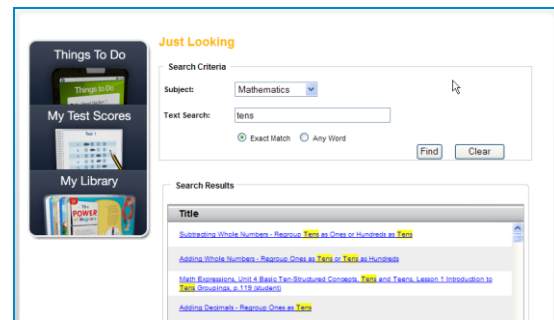 Just Looking
Things To Do
Things to Do
My Test Scores
Test 1
My Library
The
POWER
Search Criteria
Subject: Mathematics
Text Search: tens
Exact Match Any Word
Find Clear
Search Results
Title
Subtracting Whole Numbers - Regroup Tens as Ones or Hundreds as Tens
Adding Whole Numbers - Regroup Ones as Tens or Tens as Hundreds
Math Expressions, Unit 4 Basic Ten-Structured Concepts, Tens and Teens, Lesson 1 Introduction to
Tens Groupings, p.119 (student)
Adding Decimals - Regroup Ones as Tens